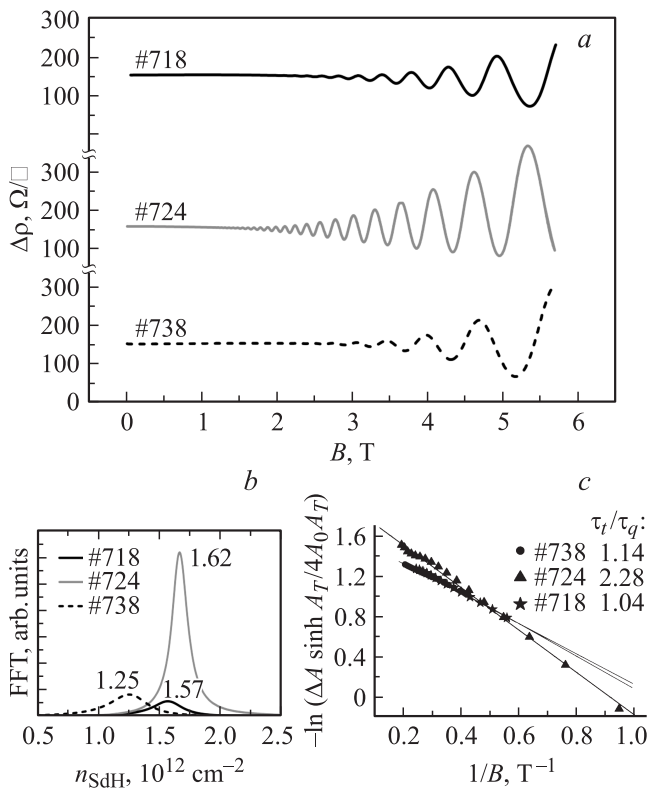 300
a
#718
200
100
300
#724
200
100
Δρ, Ω/□
300
#738
200
100
0
0 1 2 3 4 5 6
B, T
b
c
#718
#724
#738
1.62
1.25
1.57
FFT, arb. units
0.5 1.0 1.5 2.0 2.5
n_SdH, 10^12 cm^−2
τ_t/τ_q:
#738 1.14
#724 2.28
#718 1.04
1.6
1.2
0.8
0.4
0
−ln (ΔA sinh A_T/4A_0A_T)
0.2 0.4 0.6 0.8 1.0
1/B, T^−1